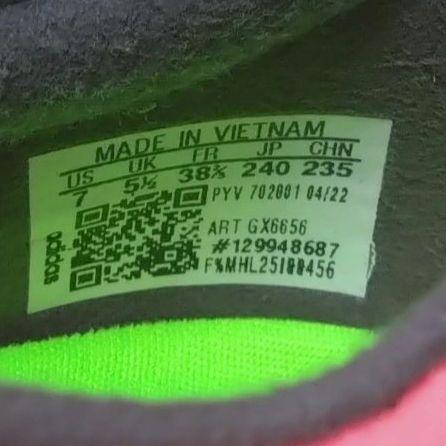 MADE IN VIETNAM
US UK FR JP CHN
7 5½ 38⅔ 240 235
PYV 702001 04/22
ART GX6656
#129948687
adidas